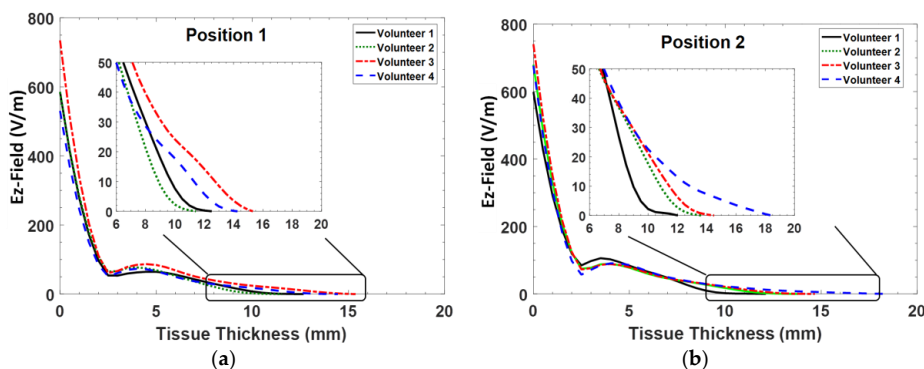 800
600
400
200
0
Ez-Field (V/m)
Position 1
Volunteer 1
Volunteer 2
Volunteer 3
Volunteer 4
50
40
30
20
10
0
6 8 10 12 14 16 18 20
0 5 10 15 20
Tissue Thickness (mm)
(a)
800
600
400
200
0
Ez-Field (V/m)
Position 2
Volunteer 1
Volunteer 2
Volunteer 3
Volunteer 4
50
40
30
20
10
0
6 8 10 12 14 16 18 20
0 5 10 15 20
Tissue Thickness (mm)
(b)